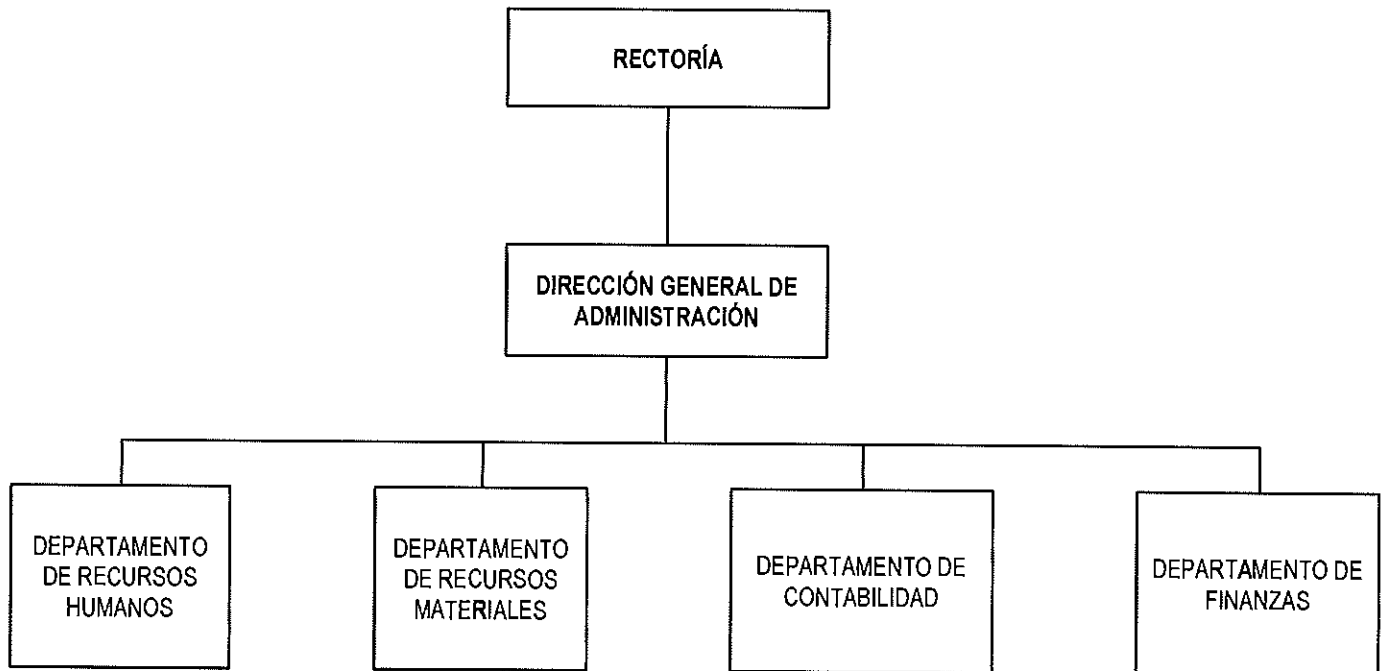 RECTORÍA
DIRECCIÓN GENERAL DE
ADMINISTRACIÓN
DEPARTAMENTO
DE RECURSOS
HUMANOS
DEPARTAMENTO
DE RECURSOS
MATERIALES
DEPARTAMENTO DE
CONTABILIDAD
DEPARTAMENTO DE
FINANZAS